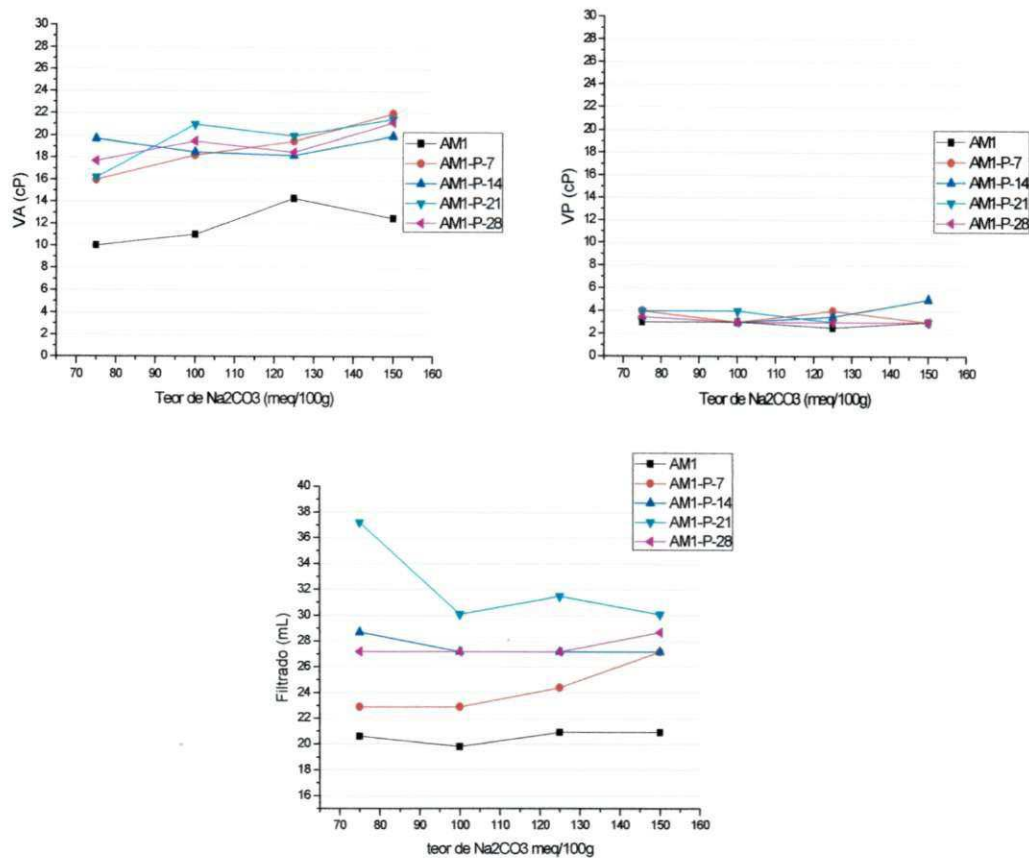 30
28
26
24
22
20
18
16
14
12
10
8
6
4
2
0
VA (cP)
70 80 90 100 110 120 130 140 150 160
Teor de Na2CO3 (meq/100g)
AM1
AM1-P-7
AM1-P-14
AM1-P-21
AM1-P-28
30
28
26
24
22
20
18
16
14
12
10
8
6
4
2
0
VP (cP)
70 80 90 100 110 120 130 140 150 160
Teor de Na2CO3 (meq/100g)
AM1
AM1-P-7
AM1-P-14
AM1-P-21
AM1-P-28
40
38
36
34
32
30
28
26
24
22
20
18
16
Filtrado (mL)
70 80 90 100 110 120 130 140 150 160
teor de Na2CO3 meq/100g
AM1
AM1-P-7
AM1-P-14
AM1-P-21
AM1-P-28